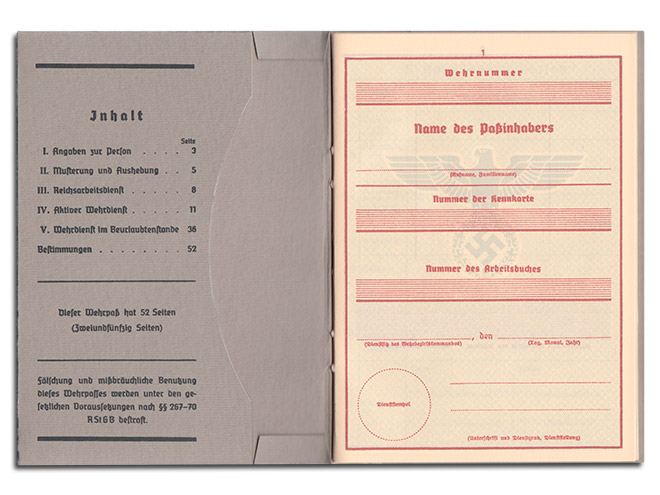 Inhalt
Seite
I. Angaben zur Person . . . . 3
II. Musterung und Aushebung . . 5
III. Reichsarbeitsdienst . . . . . 8
IV. Aktiver Wehrdienst . . . . . 11
V. Wehrdienst im Beurlaubtenstande 36
Bestimmungen . . . . . . . . 52
Dieser Wehrpaß hat 52 Seiten
(Zweiundfünfzig Seiten)
Fälschung und mißbräuchliche Benutzung
dieses Wehrpasses werden unter den ge-
setzlichen Voraussetzungen nach §§ 267-70
RStGB bestraft.
1
Wehrnummer
Name des Paßinhabers
(Rufname, Familienname)
Nummer der Kennkarte
Nummer des Arbeitsbuches
, den
(Dienstsitz des Wehrbezirkskommandos) (Tag, Monat, Jahr)
Dienststempel
(Unterschrift und Dienstgrad, Dienststellung)